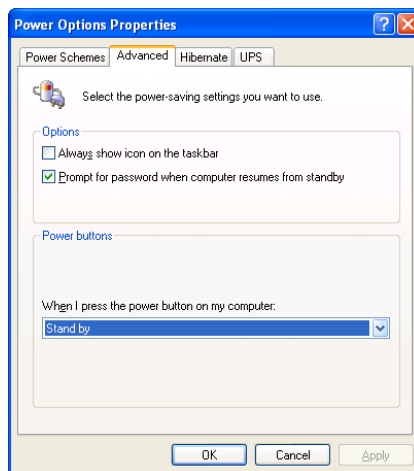 Power Options Properties
Power Schemes Advanced Hibernate UPS
Select the power-saving settings you want to use.
Options
Always show icon on the taskbar
Prompt for password when computer resumes from standby
Power buttons
When I press the power button on my computer:
Stand by
OK Cancel Apply